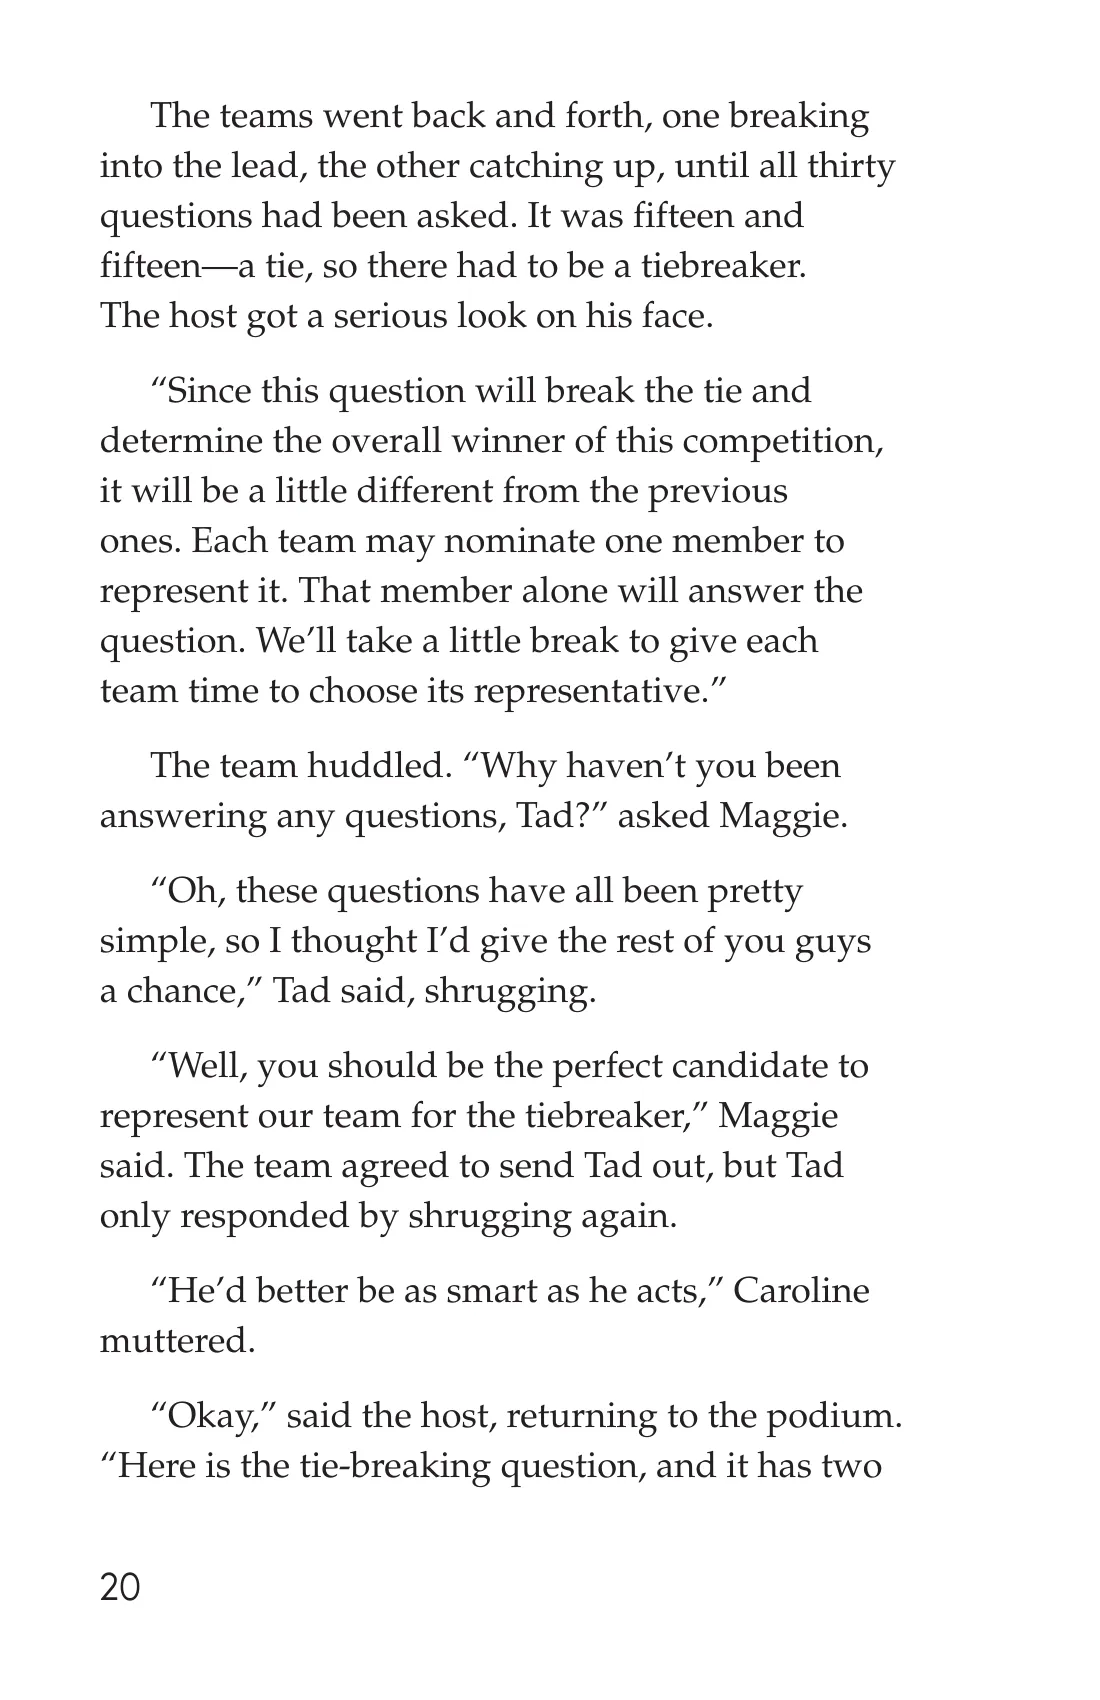 The teams went back and forth, one breaking
into the lead, the other catching up, until all thirty
questions had been asked. It was fifteen and
fifteen—a tie, so there had to be a tiebreaker.
The host got a serious look on his face.
“Since this question will break the tie and
determine the overall winner of this competition,
it will be a little different from the previous
ones. Each team may nominate one member to
represent it. That member alone will answer the
question. We’ll take a little break to give each
team time to choose its representative.”
The team huddled. “Why haven’t you been
answering any questions, Tad?” asked Maggie.
“Oh, these questions have all been pretty
simple, so I thought I’d give the rest of you guys
a chance,” Tad said, shrugging.
“Well, you should be the perfect candidate to
represent our team for the tiebreaker,” Maggie
said. The team agreed to send Tad out, but Tad
only responded by shrugging again.
“He’d better be as smart as he acts,” Caroline
muttered.
“Okay,” said the host, returning to the podium.
“Here is the tie-breaking question, and it has two
20